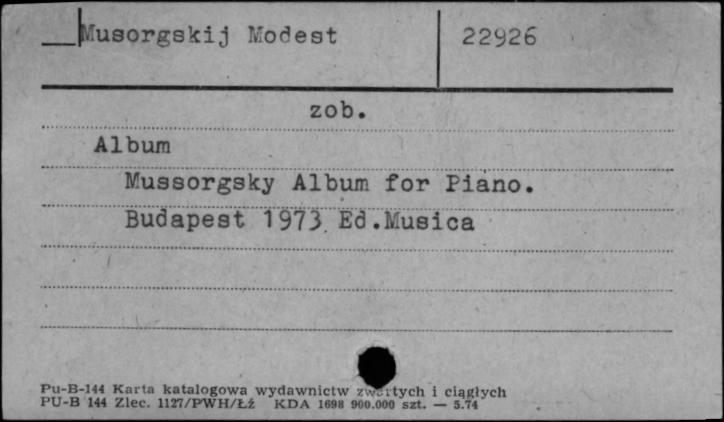 Musorgskij Modest 22926
zob.
Album
Mussorgsky Album for Piano.
Budapest 1973 Ed.Musica
Pu-B-144 Karta katalogowa wydawnictw zwartych i ciągłych
PU-B 144 Zlec. 1127/PWH/ŁŻ KDA 1698 900.000 szt. — 5.74